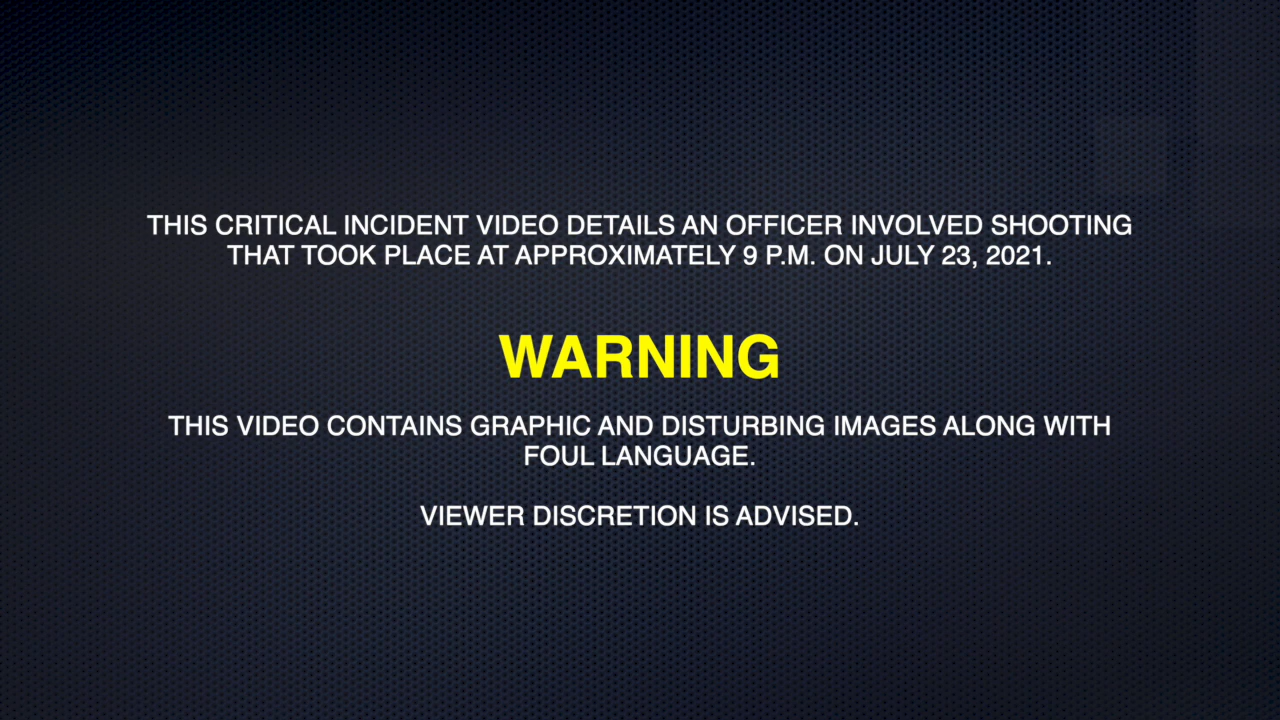 THIS CRITICAL INCIDENT VIDEO DETAILS AN OFFICER INVOLVED SHOOTING
THAT TOOK PLACE AT APPROXIMATELY 9 P.M. ON JULY 23, 2021.
WARNING
THIS VIDEO CONTAINS GRAPHIC AND DISTURBING IMAGES ALONG WITH
FOUL LANGUAGE.
VIEWER DISCRETION IS ADVISED.